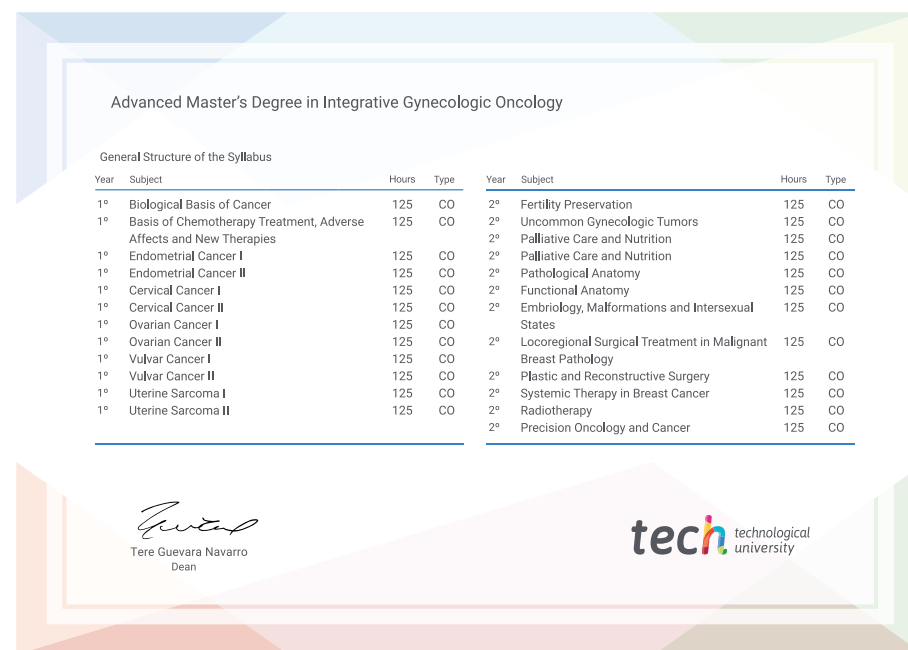 Advanced Master's Degree in Integrative Gynecologic Oncology
General Structure of the Syllabus
Year Subject Hours Type
1º Biological Basis of Cancer 125 CO
1º Basis of Chemotherapy Treatment, Adverse 125 CO
Affects and New Therapies
1º Endometrial Cancer I 125 CO
1º Endometrial Cancer II 125 CO
1º Cervical Cancer I 125 CO
1º Cervical Cancer II 125 CO
1º Ovarian Cancer I 125 CO
1º Ovarian Cancer II 125 CO
1º Vulvar Cancer I 125 CO
1º Vulvar Cancer II 125 CO
1º Uterine Sarcoma I 125 CO
1º Uterine Sarcoma II 125 CO
Year Subject Hours Type
2º Fertility Preservation 125 CO
2º Uncommon Gynecologic Tumors 125 CO
2º Palliative Care and Nutrition 125 CO
2º Palliative Care and Nutrition 125 CO
2º Pathological Anatomy 125 CO
2º Functional Anatomy 125 CO
2º Embriology, Malformations and Intersexual 125 CO
States
2º Locoregional Surgical Treatment in Malignant 125 CO
Breast Pathology
2º Plastic and Reconstructive Surgery 125 CO
2º Systemic Therapy in Breast Cancer 125 CO
2º Radiotherapy 125 CO
2º Precision Oncology and Cancer 125 CO
Tere Guevara Navarro
Dean
tech technological
university